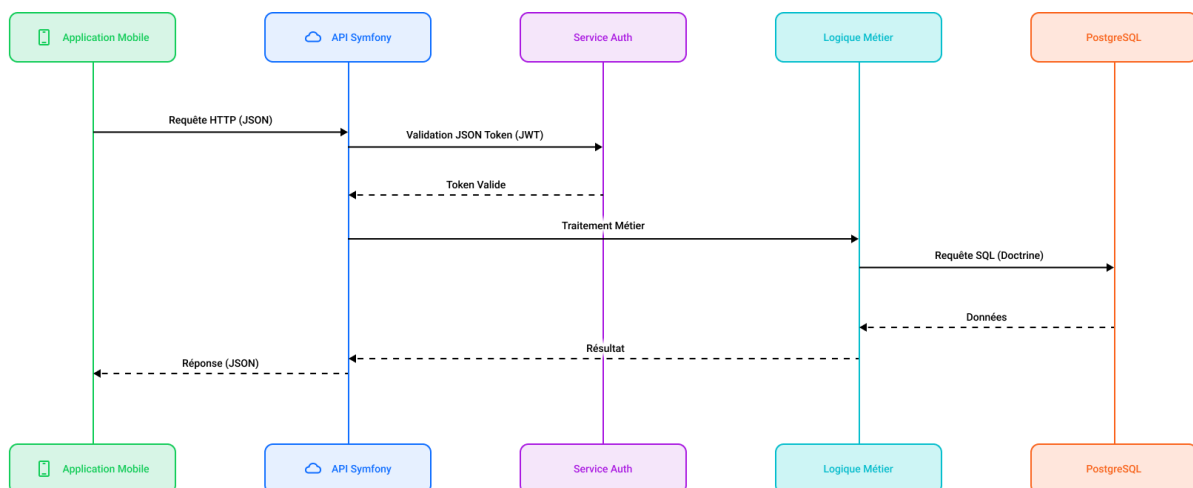 Application Mobile
API Symfony
Service Auth
Logique Métier
PostgreSQL
Requête HTTP (JSON)
Validation JSON Token (JWT)
Token Valide
Traitement Métier
Requête SQL (Doctrine)
Données
Résultat
Réponse (JSON)
Application Mobile
API Symfony
Service Auth
Logique Métier
PostgreSQL